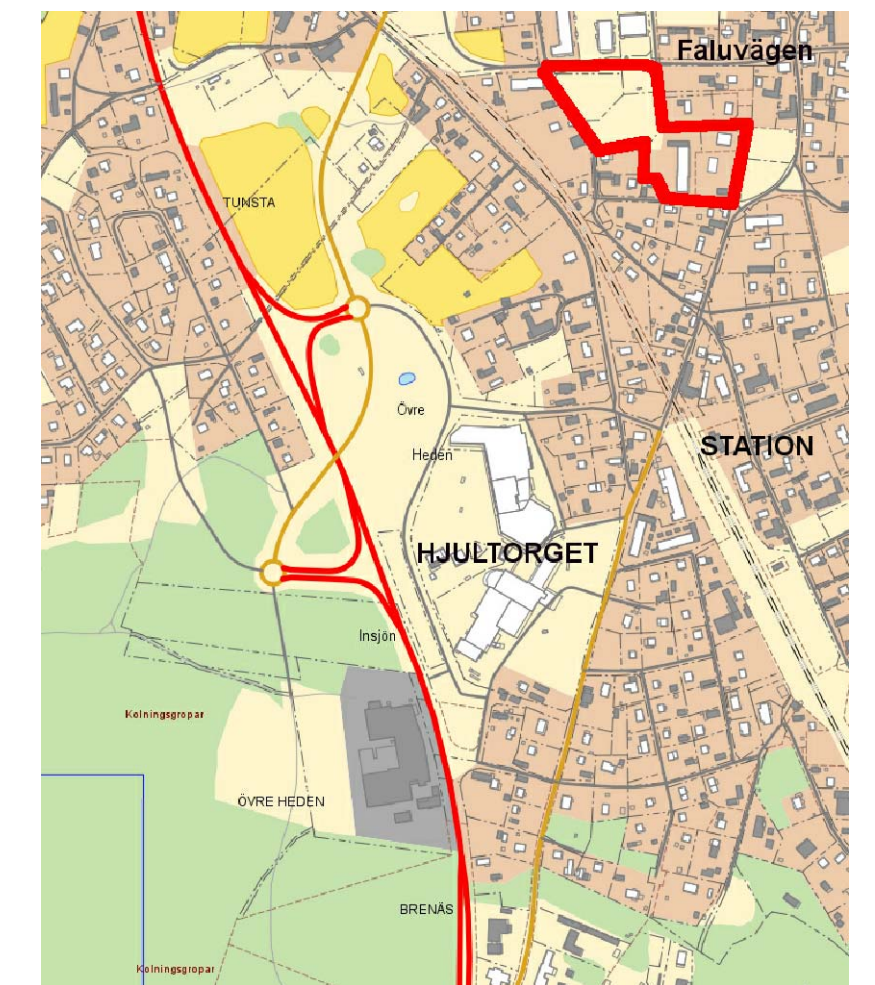 Faluvägen
TUNSTA
Övre
Heden
STATION
HJULTORGET
Insjön
Kolningsgropar
ÖVRE HEDEN
BRENÄS
Kolningsgropar